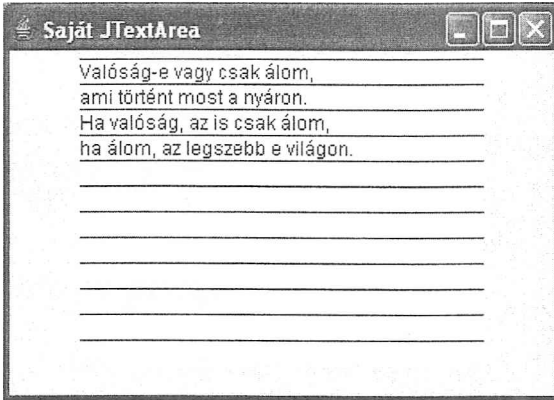 Saját JTextArea
Valóság-e vagy csak álom,
ami történt most a nyáron.
Ha valóság, az is csak álom,
ha álom, az legszebb e világon.